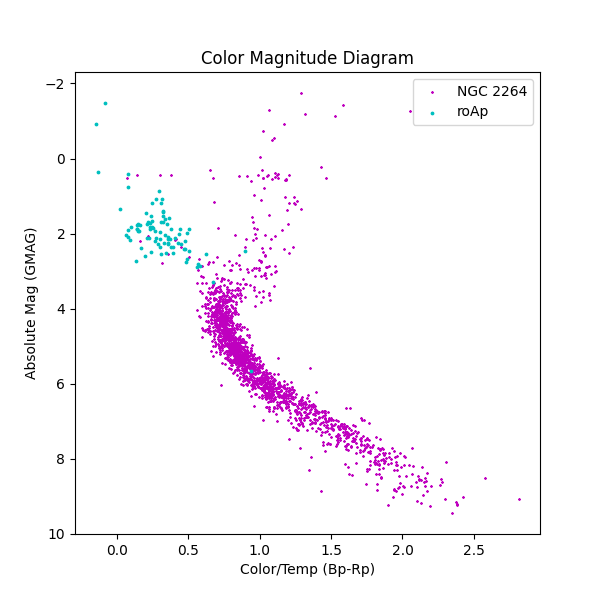 Color Magnitude Diagram
NGC 2264
roAp
Absolute Mag (GMAG)
−2
0
2
4
6
8
10
0.0 0.5 1.0 1.5 2.0 2.5
Color/Temp (Bp-Rp)